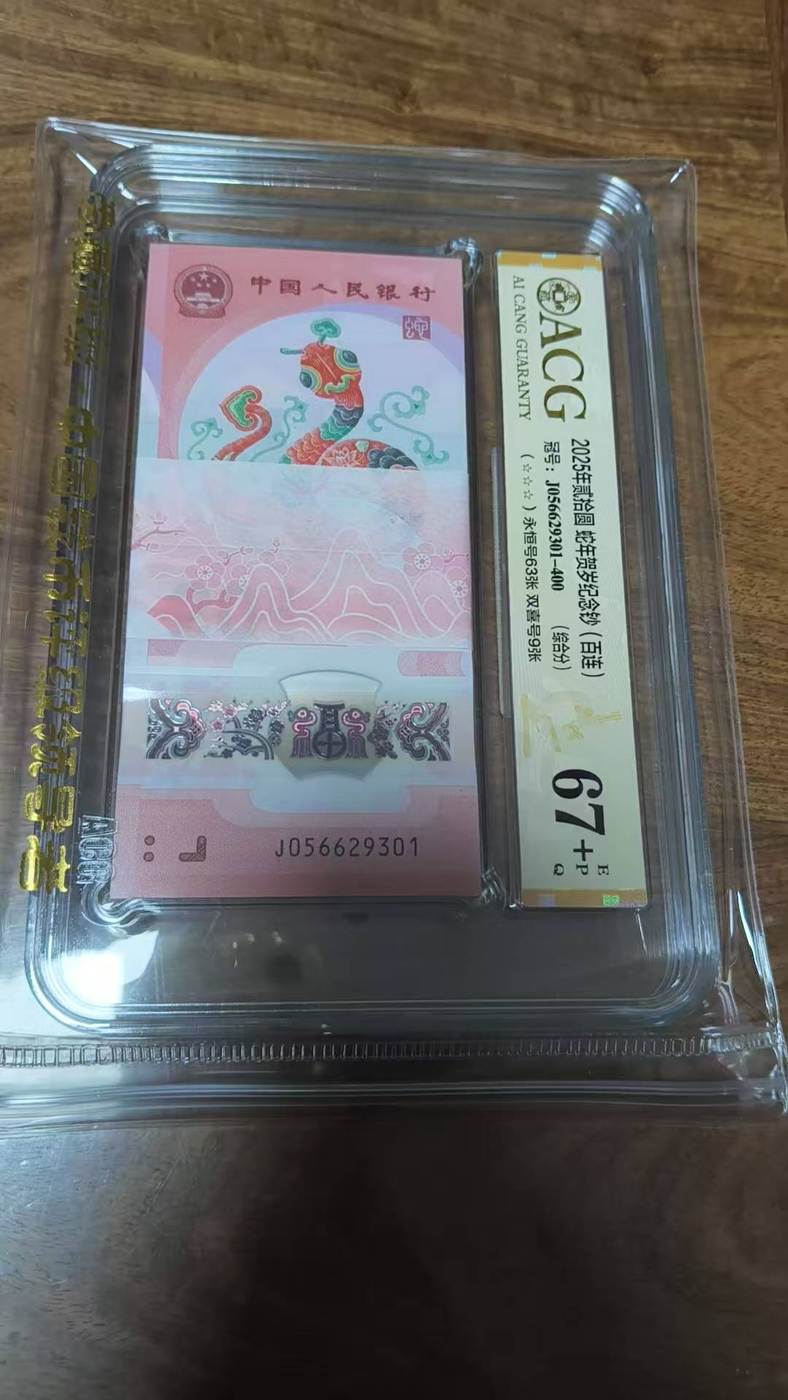 中国人民银行
J056629301
ACG
AI CANG GUARANTY
2025年贰拾圆 蛇年贺岁纪念钞（百连）
冠号：J056629301-400 （综合分）
（☆☆☆）永恒号63张 双喜号9张
67+
E
P
Q
ACG